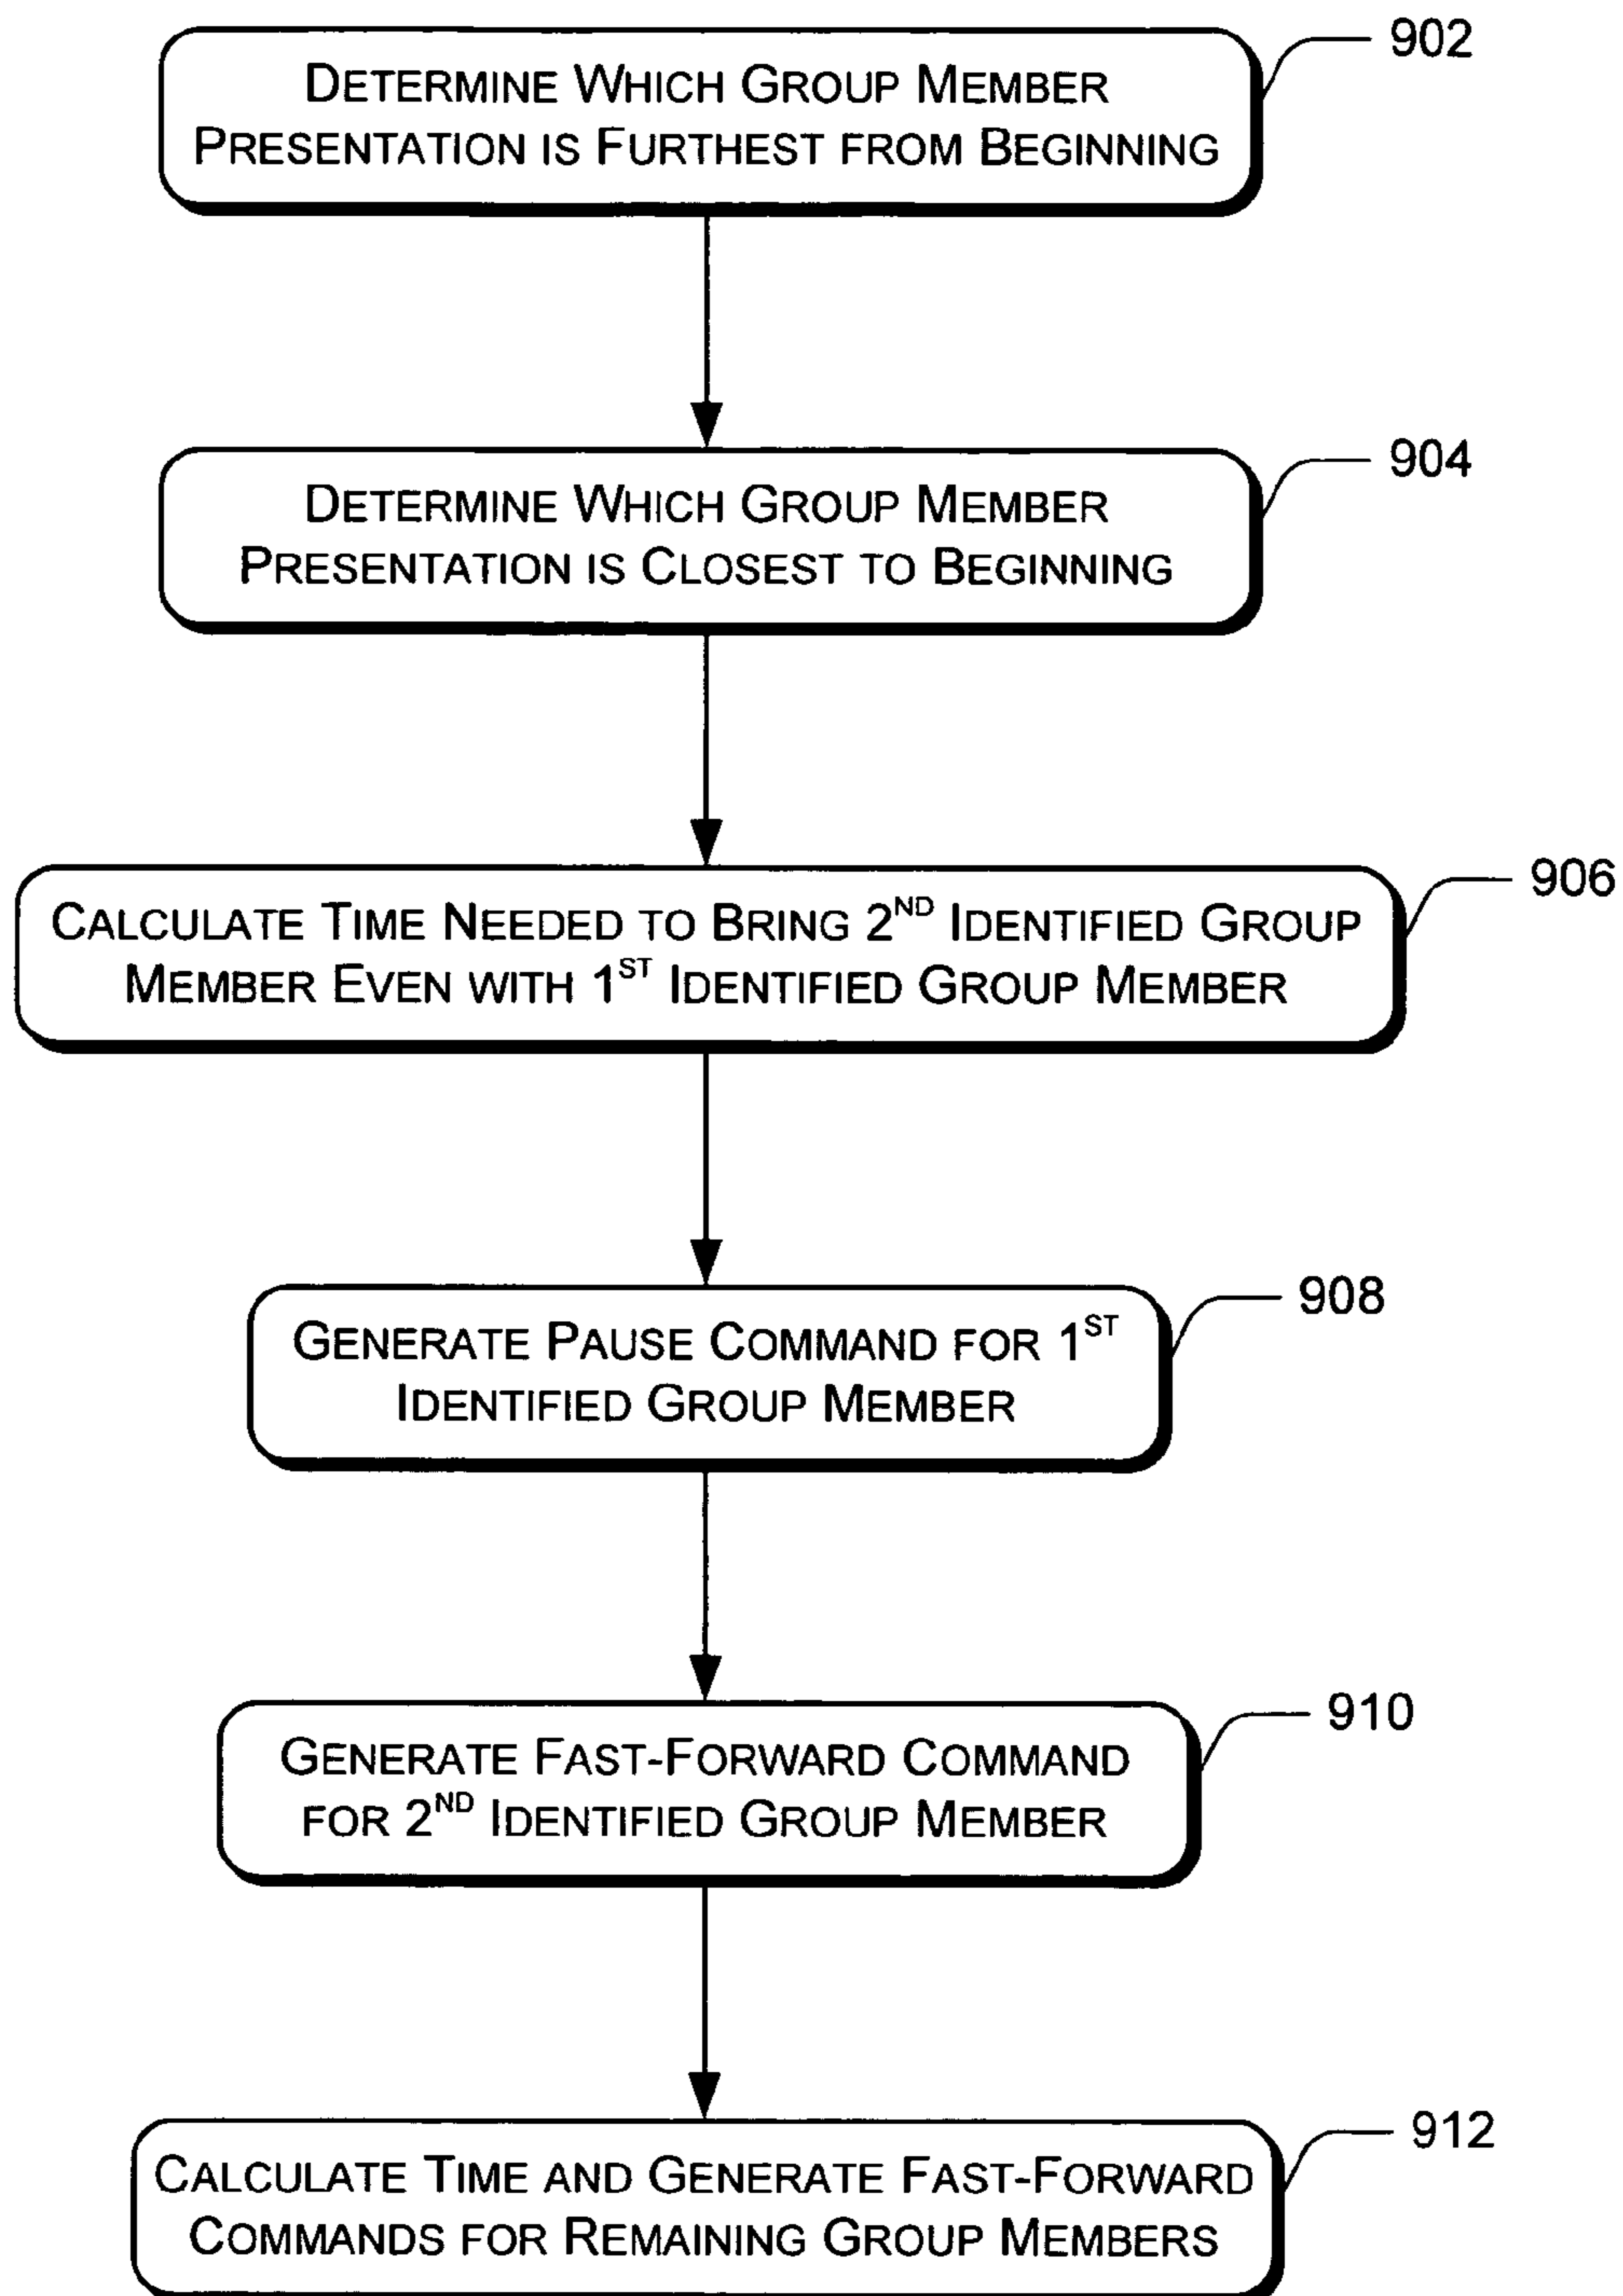 902
DETERMINE WHICH GROUP MEMBER
PRESENTATION IS FURTHEST FROM BEGINNING
904
DETERMINE WHICH GROUP MEMBER
PRESENTATION IS CLOSEST TO BEGINNING
906
CALCULATE TIME NEEDED TO BRING 2ND IDENTIFIED GROUP
MEMBER EVEN WITH 1ST IDENTIFIED GROUP MEMBER
908
GENERATE PAUSE COMMAND FOR 1ST
IDENTIFIED GROUP MEMBER
910
GENERATE FAST-FORWARD COMMAND
FOR 2ND IDENTIFIED GROUP MEMBER
912
CALCULATE TIME AND GENERATE FAST-FORWARD
COMMANDS FOR REMAINING GROUP MEMBERS